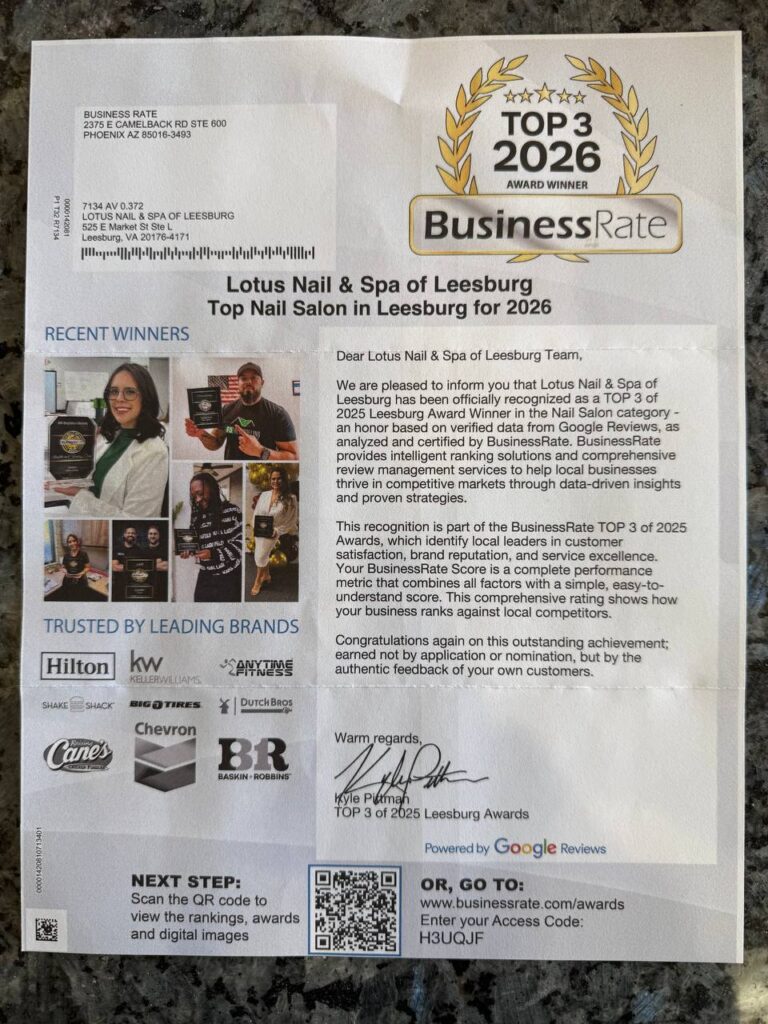 BUSINESS RATE
2375 E CAMELBACK RD STE 600
PHOENIX AZ 85016-3493
0000142081
P1 T32 R7134
7134 AV 0.372
LOTUS NAIL & SPA OF LEESBURG
525 E Market St Ste L
Leesburg, VA 20176-4171
TOP 3
2026
AWARD WINNER
BusinessRate
Lotus Nail & Spa of Leesburg
Top Nail Salon in Leesburg for 2026
RECENT WINNERS
TRUSTED BY LEADING BRANDS
Hilton
kw
KELLERWILLIAMS.
ANYTIME
FITNESS
SHAKE SHACK
BIG O TIRES
DUTCH BROS
Raising
Cane's
CHICKEN FINGERS
Chevron
BR
BASKIN ROBBINS
Dear Lotus Nail & Spa of Leesburg Team,
We are pleased to inform you that Lotus Nail & Spa of
Leesburg has been officially recognized as a TOP 3 of
2025 Leesburg Award Winner in the Nail Salon category -
an honor based on verified data from Google Reviews, as
analyzed and certified by BusinessRate. BusinessRate
provides intelligent ranking solutions and comprehensive
review management services to help local businesses
thrive in competitive markets through data-driven insights
and proven strategies.
This recognition is part of the BusinessRate TOP 3 of 2025
Awards, which identify local leaders in customer
satisfaction, brand reputation, and service excellence.
Your BusinessRate Score is a complete performance
metric that combines all factors with a simple, easy-to-
understand score. This comprehensive rating shows how
your business ranks against local competitors.
Congratulations again on this outstanding achievement;
earned not by application or nomination, but by the
authentic feedback of your own customers.
Warm regards,
Kyle Pittman
Kyle Pittman
TOP 3 of 2025 Leesburg Awards
Powered by Google Reviews
00001420810713401
NEXT STEP:
Scan the QR code to
view the rankings, awards
and digital images
OR, GO TO:
www.businessrate.com/awards
Enter your Access Code:
H3UQJF